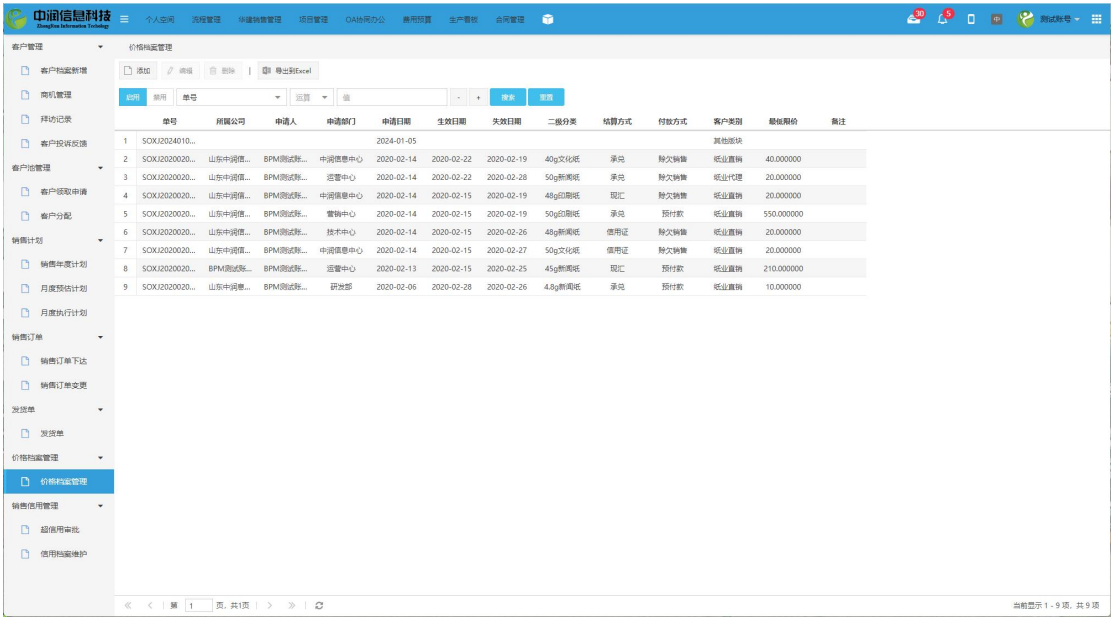 中润信息科技 个人空间 流程管理 华建销售管理 项目管理 OA协同办公 费用预算 生产看板 合同管理 30 5 中 测试账号
ZhongRun Information Technology
客户管理 价格档案管理
客户档案新增 添加 编辑 删除 | 导出到Excel
商机管理 启用 禁用 单号 运算 值 - + 搜索 重置
拜访记录 单号 所属公司 申请人 申请部门 申请日期 生效日期 失效日期 二级分类 结算方式 付款方式 客户类别 最低限价 备注
客户投诉反馈 1 SOXJ2024010... 2024-01-05 其他版块
2 SOXJ2020020... 山东中润信... BPM测试账... 中润信息中心 2020-02-14 2020-02-22 2020-02-19 40g文化纸 承兑 赊欠销售 纸业直销 40.000000
客户池管理 3 SOXJ2020020... 山东中润信... BPM测试账... 运营中心 2020-02-14 2020-02-22 2020-02-28 50g新闻纸 承兑 赊欠销售 纸业代理 20.000000
客户领取申请 4 SOXJ2020020... 山东中润信... BPM测试账... 中润信息中心 2020-02-14 2020-02-15 2020-02-19 48g印刷纸 现汇 赊欠销售 纸业直销 20.000000
客户分配 5 SOXJ2020020... 山东中润信... BPM测试账... 营销中心 2020-02-14 2020-02-15 2020-02-19 50g印刷纸 承兑 预付款 纸业直销 550.000000
销售计划 6 SOXJ2020020... 山东中润信... BPM测试账... 技术中心 2020-02-14 2020-02-15 2020-02-26 48g新闻纸 信用证 赊欠销售 纸业直销 20.000000
7 SOXJ2020020... 山东中润信... BPM测试账... 中润信息中心 2020-02-14 2020-02-15 2020-02-27 50g文化纸 信用证 赊欠销售 纸业直销 20.000000
销售年度计划 8 SOXJ2020020... BPM测试账... BPM测试账... 运营中心 2020-02-13 2020-02-15 2020-02-25 45g新闻纸 现汇 预付款 纸业直销 210.000000
月度预估计划 9 SOXJ2020020... 山东中润息... BPM测试账... 研发部 2020-02-06 2020-02-28 2020-02-26 4.8g新闻纸 承兑 预付款 纸业直销 10.000000
月度执行计划
销售订单
销售订单下达
销售订单变更
发货单
发货单
价格档案管理
价格档案管理
销售信用管理
超信用审批
信用档案维护
第 1 页, 共1页 当前显示 1 - 9 项, 共 9 项